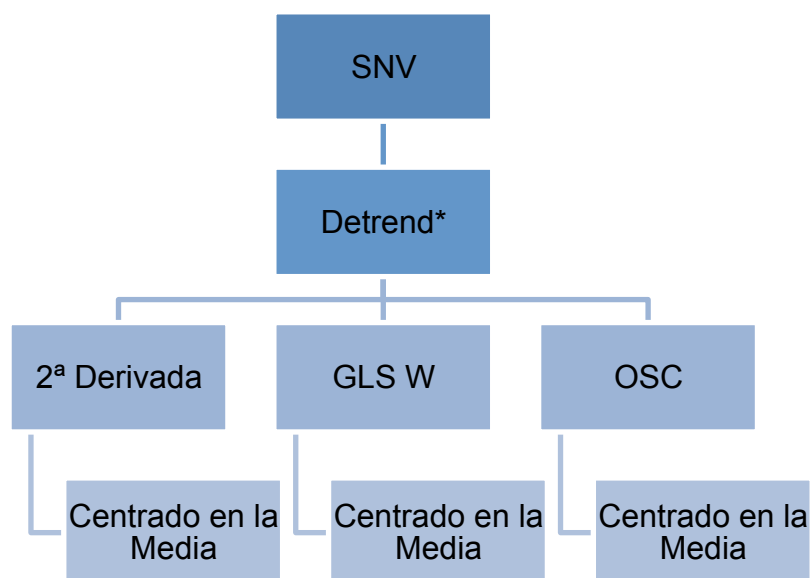 SNV
Detrend*
2ª Derivada
GLS W
OSC
Centrado en la
Media
Centrado en la
Media
Centrado en la
Media